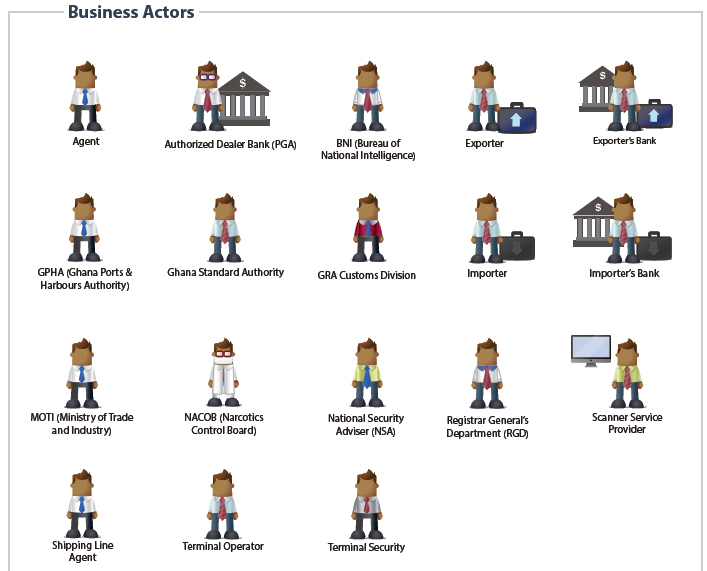 Business Actors
$
$
Agent
Authorized Dealer Bank (PGA)
BNI (Bureau of
National Intelligence)
Exporter
Exporter's Bank
$
GPHA (Ghana Ports &
Harbours Authority)
Ghana Standard Authority
GRA Customs Division
Importer
Importer's Bank
MOTI (Ministry of Trade
and Industry)
NACOB (Narcotics
Control Board)
National Security
Adviser (NSA)
Registrar General's
Department (RGD)
Scanner Service
Provider
Shipping Line
Agent
Terminal Operator
Terminal Security